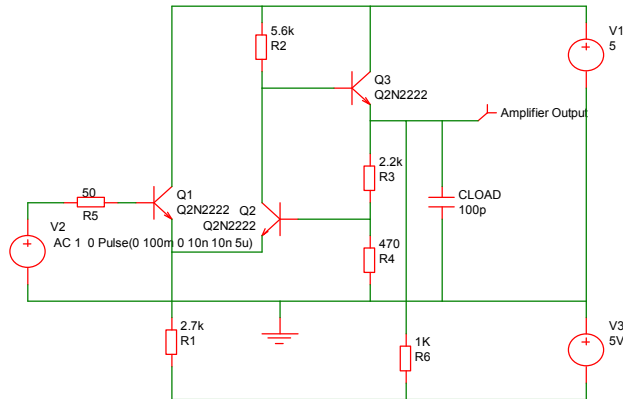 5.6k
R2
V1
5
Q3
Q2N2222
Amplifier Output
2.2k
R3
50
R5
Q1
Q2N2222
Q2
Q2N2222
CLOAD
100p
V2
AC 1 0 Pulse(0 100m 0 10n 10n 5u)
470
R4
2.7k
R1
1K
R6
V3
5V